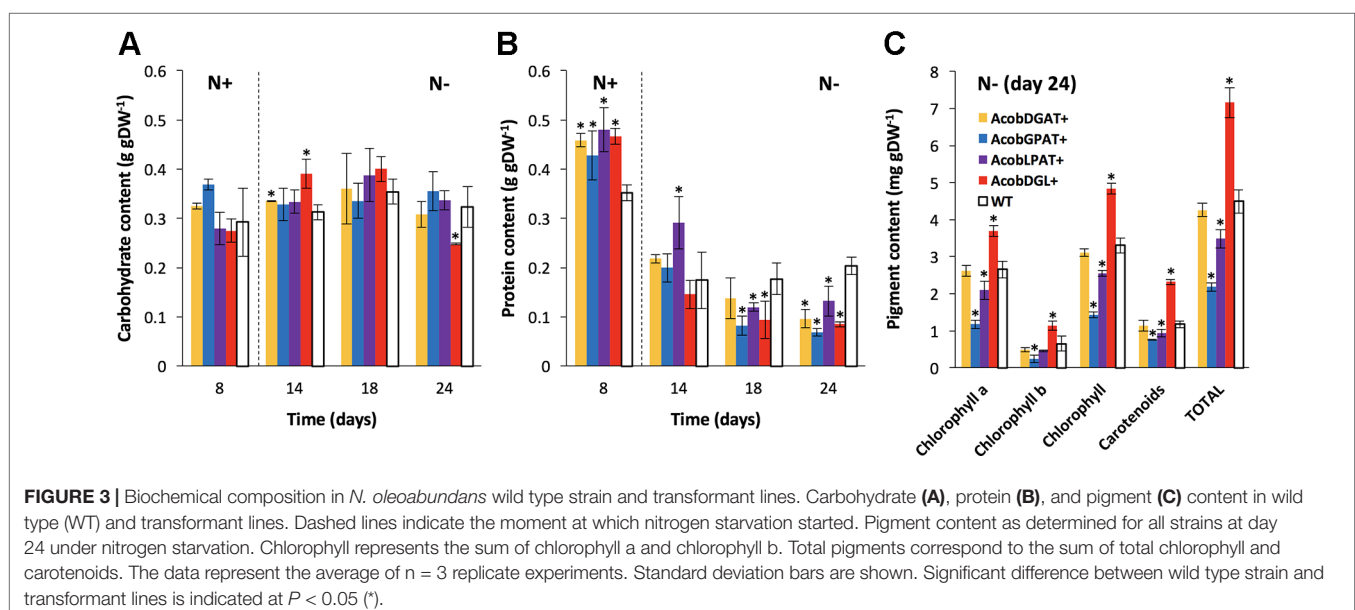 A
B
C
0.6
0.5
0.4
0.3
0.2
0.1
0
Carbohydrate content (g gDW-1)
N+
N-
8
14
18
24
Time (days)
* * *
0.6
0.5
0.4
0.3
0.2
0.1
0
Protein content (g gDW-1)
N+
N-
8
14
18
24
Time (days)
* * * * * * * * * * * *
8
7
6
5
4
3
2
1
0
Pigment content (mg gDW-1)
N- (day 24)
AcobDGAT+
AcobGPAT+
AcobLPAT+
AcobDGL+
WT
* * * * * * * * * * * * * *
Chlorophyll a
Chlorophyll b
Chlorophyll
Carotenoids
TOTAL
FIGURE 3 | Biochemical composition in N. oleoabundans wild type strain and transformant lines. Carbohydrate (A), protein (B), and pigment (C) content in wild
type (WT) and transformant lines. Dashed lines indicate the moment at which nitrogen starvation started. Pigment content as determined for all strains at day
24 under nitrogen starvation. Chlorophyll represents the sum of chlorophyll a and chlorophyll b. Total pigments correspond to the sum of total chlorophyll and
carotenoids. The data represent the average of n = 3 replicate experiments. Standard deviation bars are shown. Significant difference between wild type strain and
transformant lines is indicated at P < 0.05 (*).